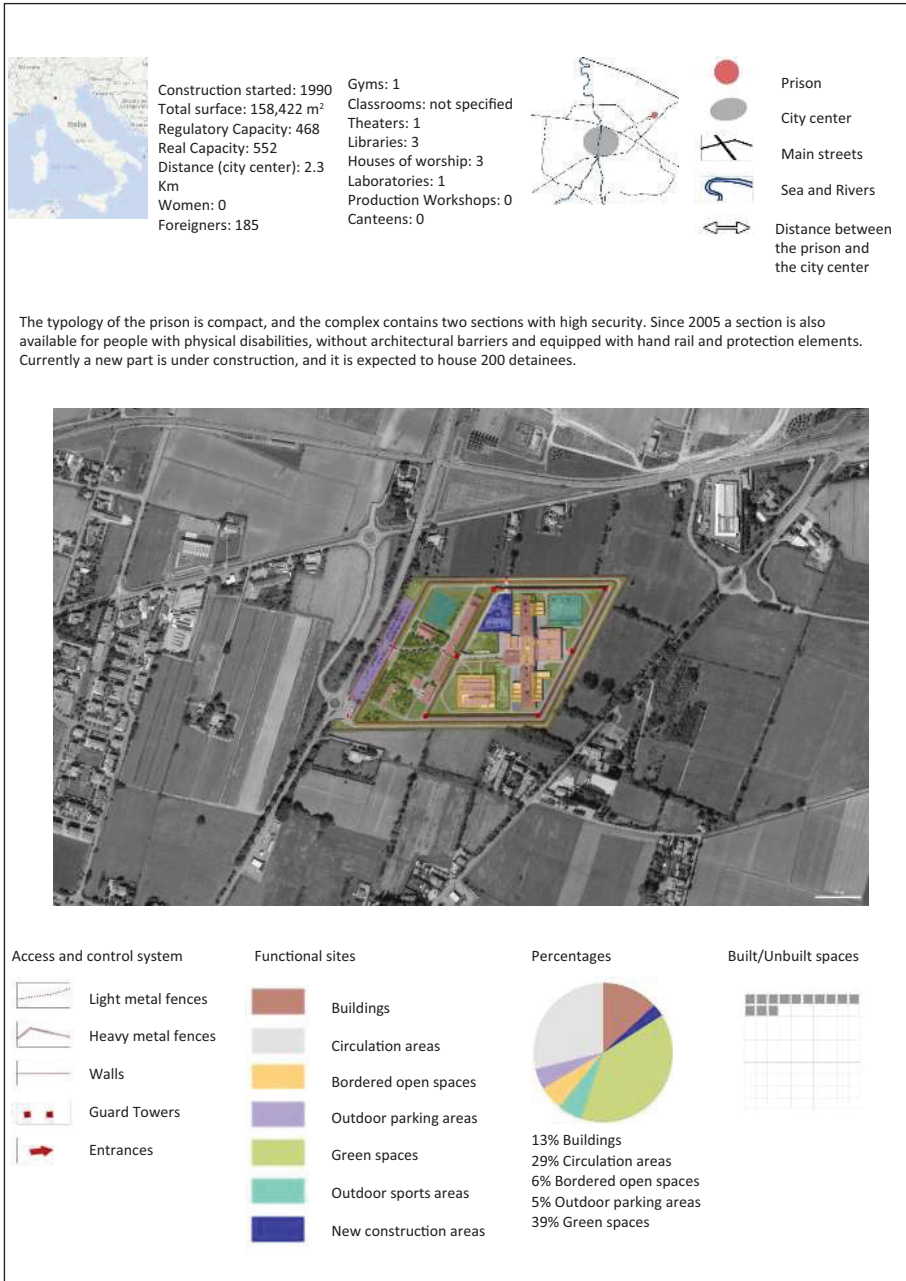 Italia
Construction started: 1990
Total surface: 158,422 m²
Regulatory Capacity: 468
Real Capacity: 552
Distance (city center): 2.3
Km
Women: 0
Foreigners: 185
Gyms: 1
Classrooms: not specified
Theaters: 1
Libraries: 3
Houses of worship: 3
Laboratories: 1
Production Workshops: 0
Canteens: 0
Prison
City center
Main streets
Sea and Rivers
Distance between
the prison and
the city center
The typology of the prison is compact, and the complex contains two sections with high security. Since 2005 a section is also
available for people with physical disabilities, without architectural barriers and equipped with hand rail and protection elements.
Currently a new part is under construction, and it is expected to house 200 detainees.
Access and control system
Light metal fences
Heavy metal fences
Walls
Guard Towers
Entrances
Functional sites
Buildings
Circulation areas
Bordered open spaces
Outdoor parking areas
Green spaces
Outdoor sports areas
New construction areas
Percentages
13% Buildings
29% Circulation areas
6% Bordered open spaces
5% Outdoor parking areas
39% Green spaces
Built/Unbuilt spaces